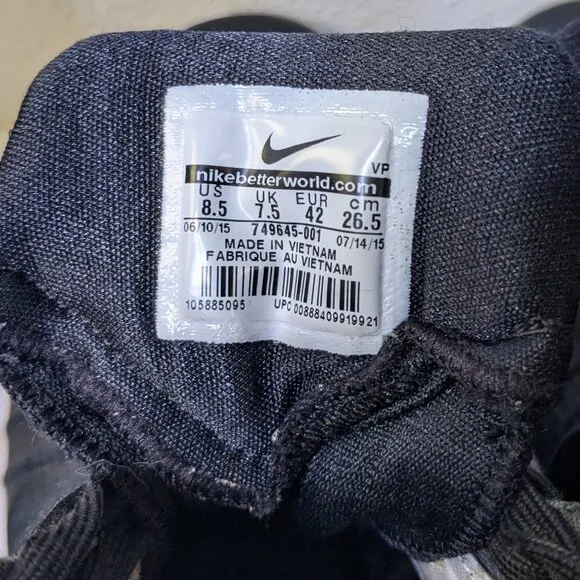 VP
nikebetterworld.com
US UK EUR cm
8.5 7.5 42 26.5
06/10/15 749645-001 07/14/15
MADE IN VIETNAM
FABRIQUE AU VIETNAM
105885095 UPC 00888409919921